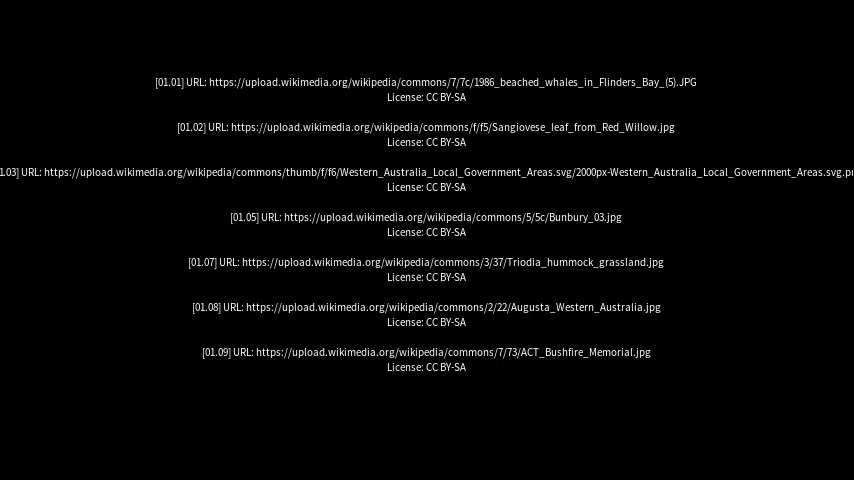 [01.01] URL: https://upload.wikimedia.org/wikipedia/commons/7/7c/1986_beached_whales_in_Flinders_Bay_(5).JPG
License: CC BY-SA
[01.02] URL: https://upload.wikimedia.org/wikipedia/commons/f/f5/Sangiovese_leaf_from_Red_Willow.jpg
License: CC BY-SA
1.03] URL: https://upload.wikimedia.org/wikipedia/commons/thumb/f/f6/Western_Australia_Local_Government_Areas.svg/2000px-Western_Australia_Local_Government_Areas.svg.pn
License: CC BY-SA
[01.05] URL: https://upload.wikimedia.org/wikipedia/commons/5/5c/Bunbury_03.jpg
License: CC BY-SA
[01.07] URL: https://upload.wikimedia.org/wikipedia/commons/3/37/Triodia_hummock_grassland.jpg
License: CC BY-SA
[01.08] URL: https://upload.wikimedia.org/wikipedia/commons/2/22/Augusta_Western_Australia.jpg
License: CC BY-SA
[01.09] URL: https://upload.wikimedia.org/wikipedia/commons/7/73/ACT_Bushfire_Memorial.jpg
License: CC BY-SA